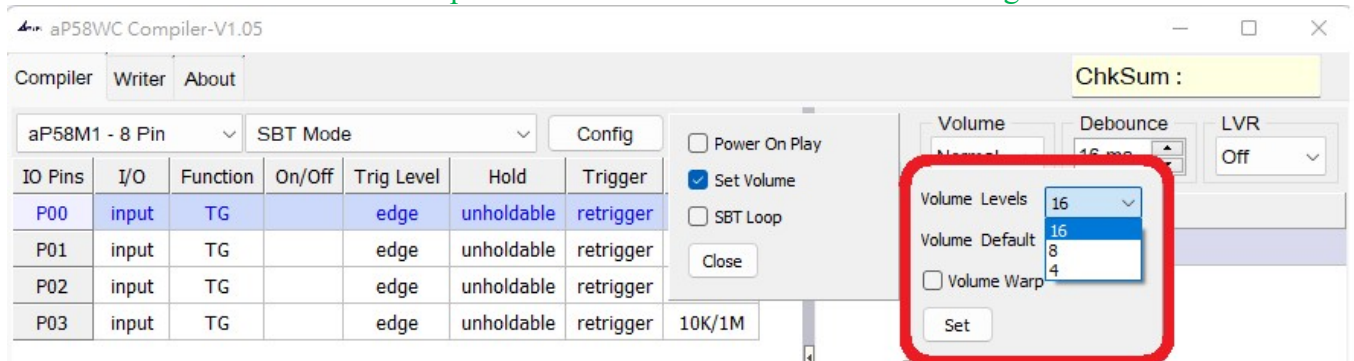 aP58WC Compiler-V1.05
Compiler Writer About ChkSum :
aP58M1 - 8 Pin SBT Mode Config
Power On Play
Set Volume
SBT Loop
Close
Volume Debounce LVR
Normal 16 ms Off
IO Pins I/O Function On/Off Trig Level Hold Trigger
P00 input TG edge unholdable retrigger
P01 input TG edge unholdable retrigger
P02 input TG edge unholdable retrigger
P03 input TG edge unholdable retrigger 10K/1M
Volume Levels 16
16
8
4
Volume Default
Volume Warp
Set